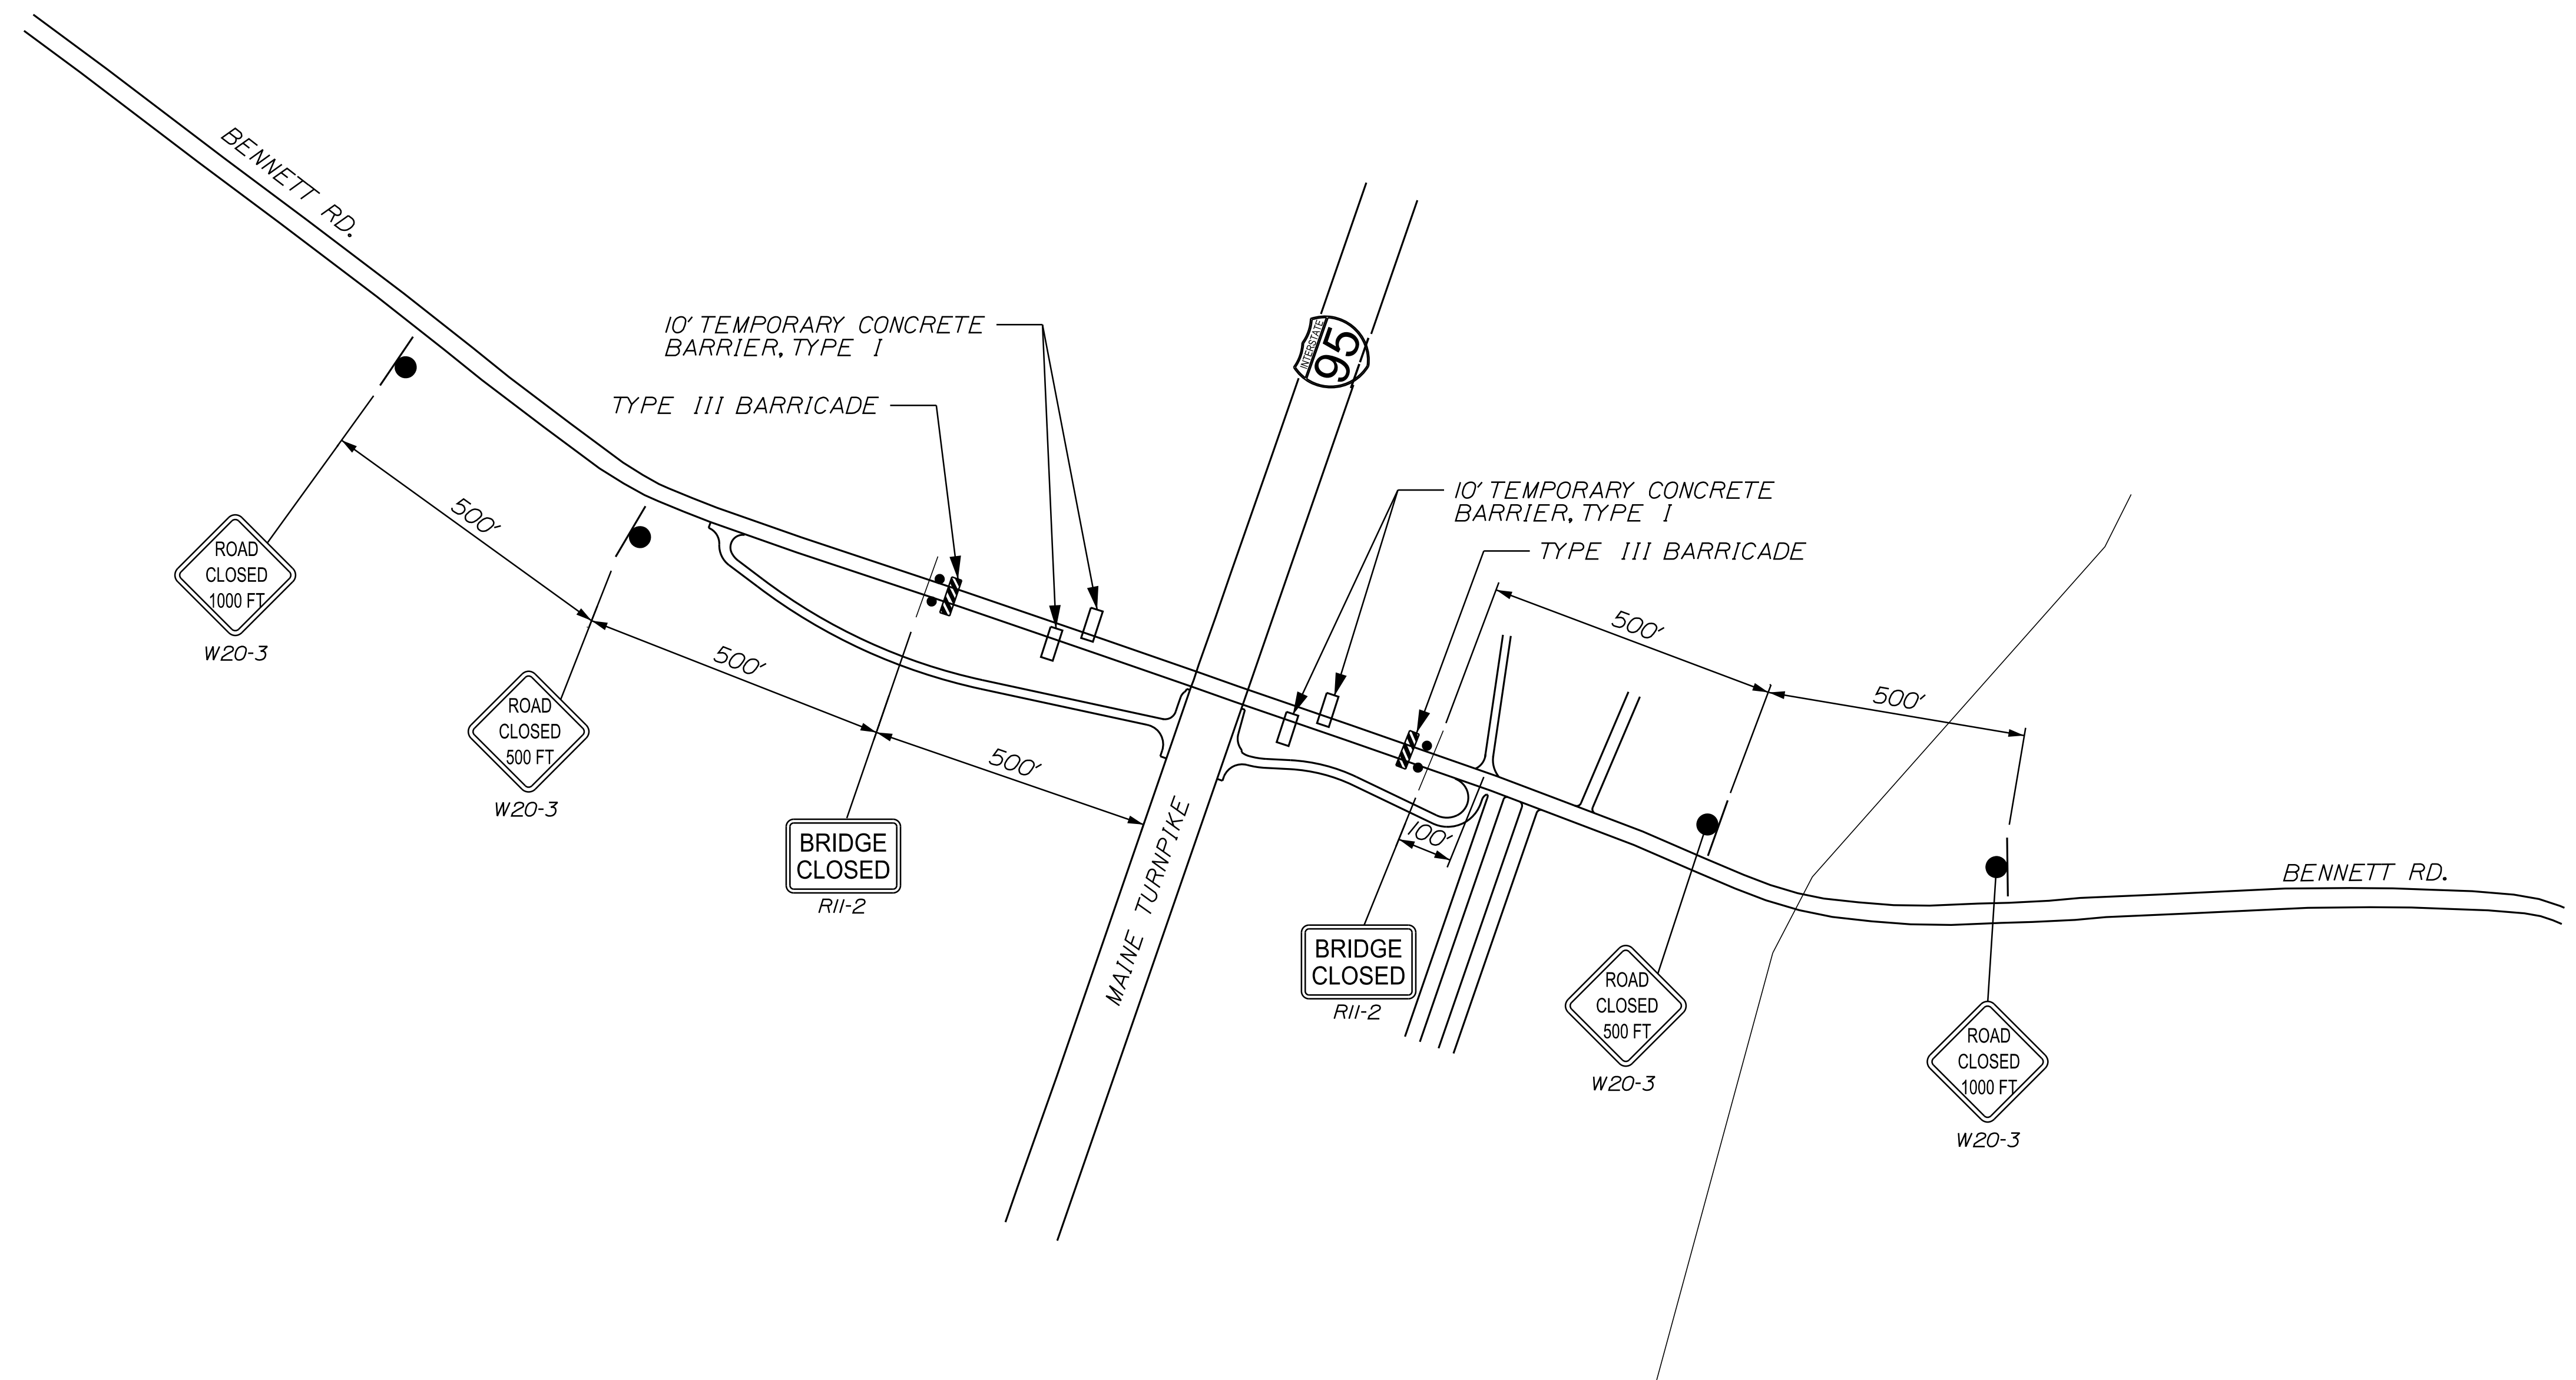 BENNETT RD.
10' TEMPORARY CONCRETE
BARRIER, TYPE I
TYPE III BARRICADE
INTERSTATE
95
10' TEMPORARY CONCRETE
BARRIER, TYPE I
TYPE III BARRICADE
500'
500'
500'
500'
500'
100'
ROAD
CLOSED
1000 FT
W20-3
ROAD
CLOSED
500 FT
W20-3
BRIDGE
CLOSED
R11-2
MAINE TURNPIKE
BRIDGE
CLOSED
R11-2
ROAD
CLOSED
500 FT
W20-3
ROAD
CLOSED
1000 FT
W20-3
BENNETT RD.